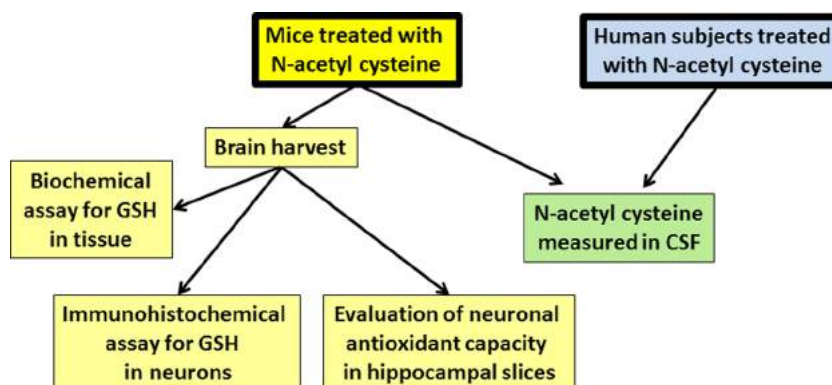 Mice treated with
N-acetyl cysteine
Human subjects treated
with N-acetyl cysteine
Brain harvest
Biochemical
assay for GSH
in tissue
N-acetyl cysteine
measured in CSF
Immunohistochemical
assay for GSH
in neurons
Evaluation of neuronal
antioxidant capacity
in hippocampal slices